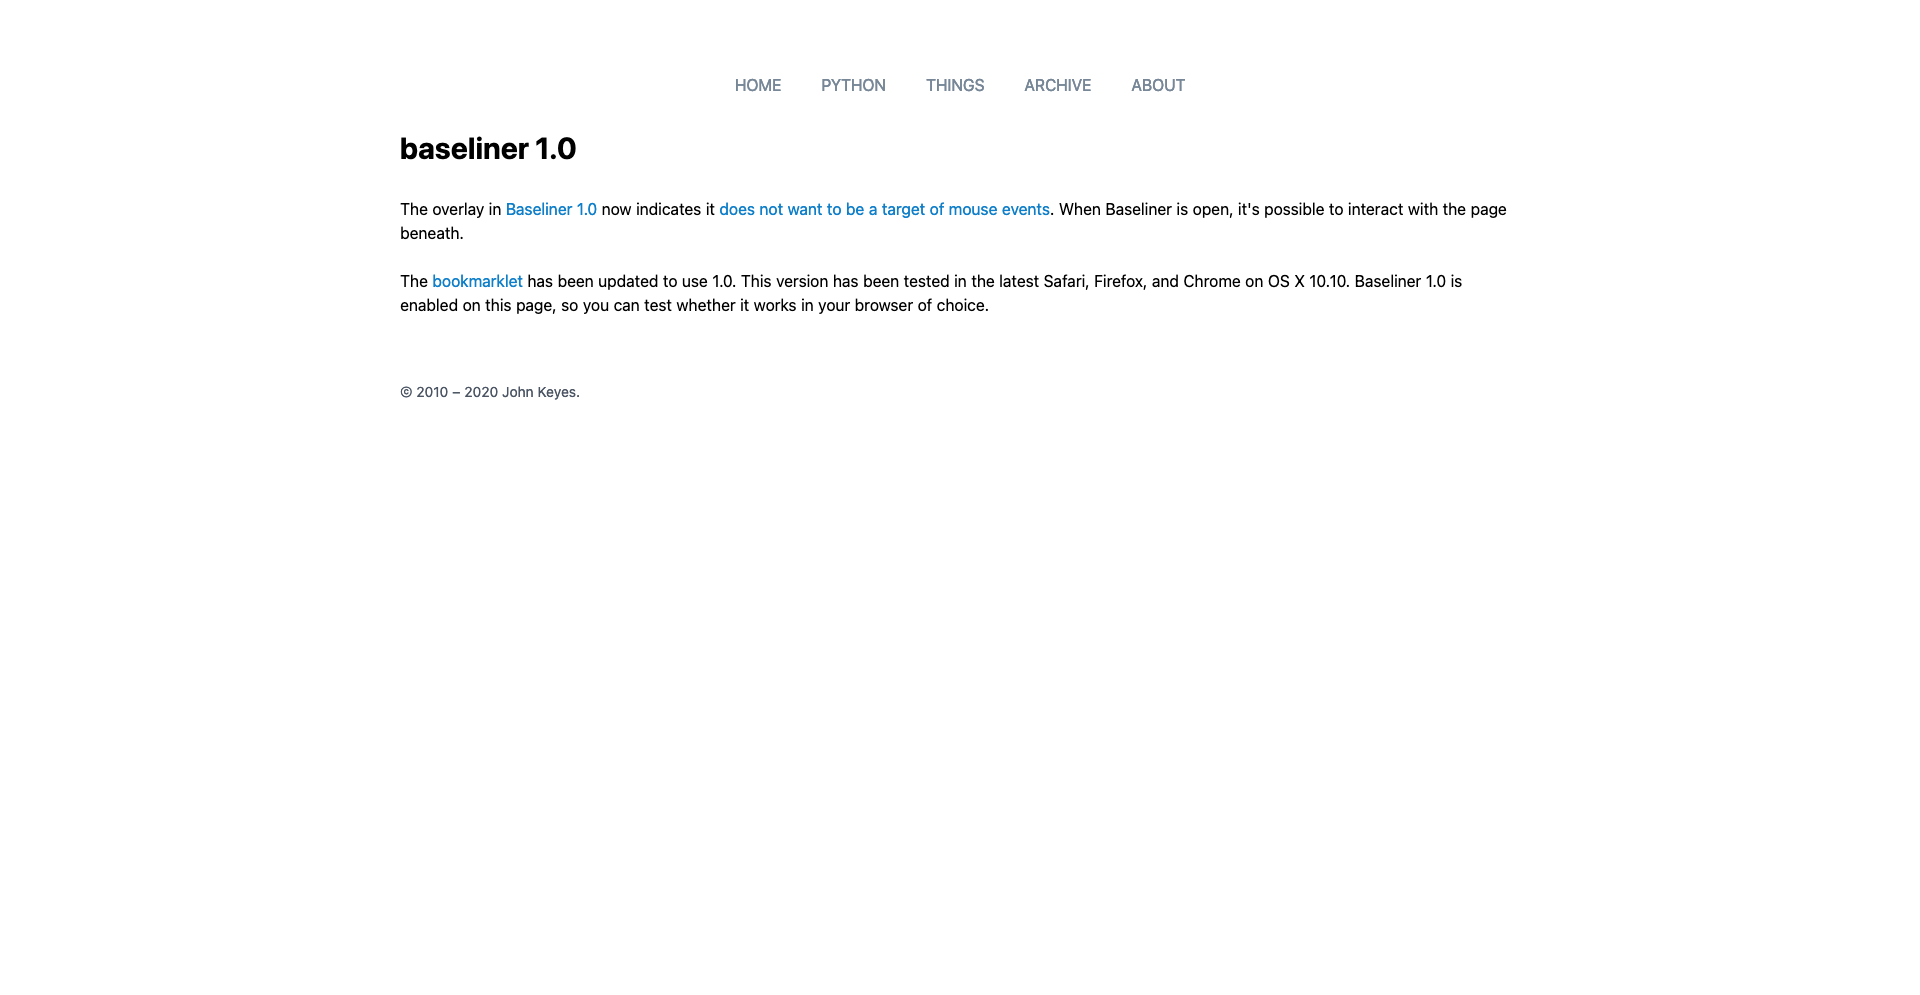 HOME PYTHON THINGS ARCHIVE ABOUT
baseliner 1.0
The overlay in Baseliner 1.0 now indicates it does not want to be a target of mouse events. When Baseliner is open, it's possible to interact with the page
beneath.
The bookmarklet has been updated to use 1.0. This version has been tested in the latest Safari, Firefox, and Chrome on OS X 10.10. Baseliner 1.0 is
enabled on this page, so you can test whether it works in your browser of choice.
© 2010 – 2020 John Keyes.